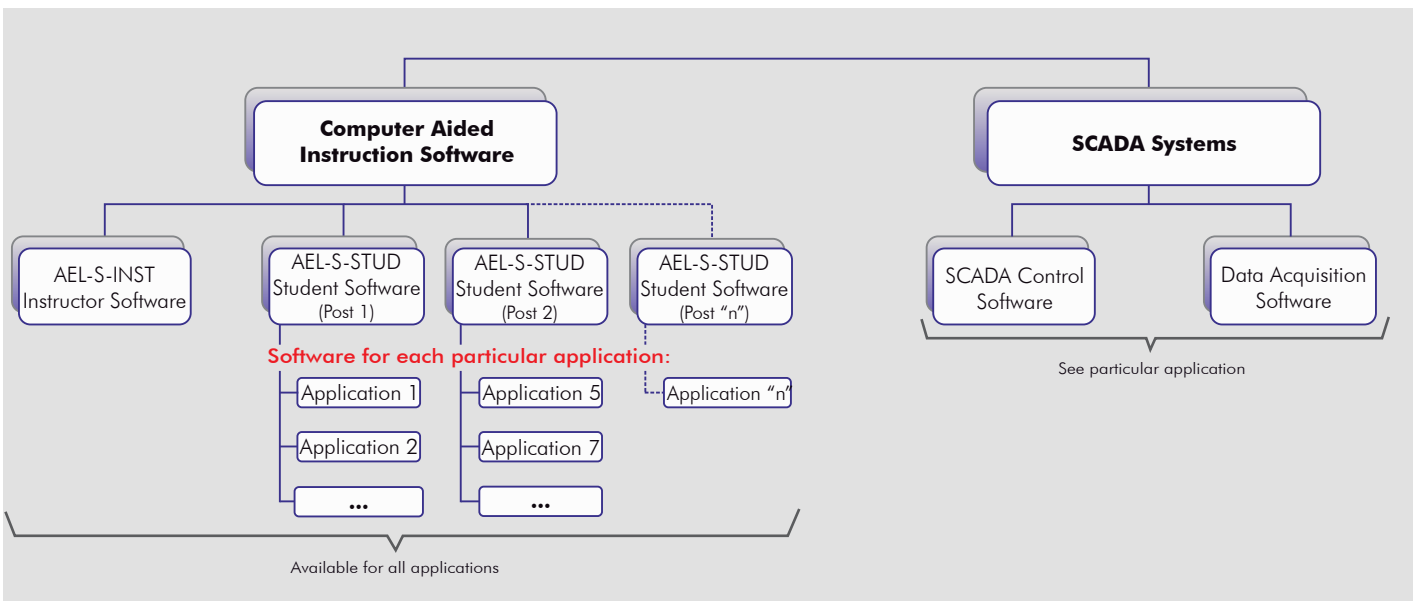 Computer Aided
Instruction Software
SCADA Systems
AEL-S-INST
Instructor Software
AEL-S-STUD
Student Software
(Post 1)
AEL-S-STUD
Student Software
(Post 2)
AEL-S-STUD
Student Software
(Post “n”)
SCADA Control
Software
Data Acquisition
Software
Software for each particular application:
Application 1
Application 2
...
Application 5
Application 7
...
Application “n”
Available for all applications
See particular application